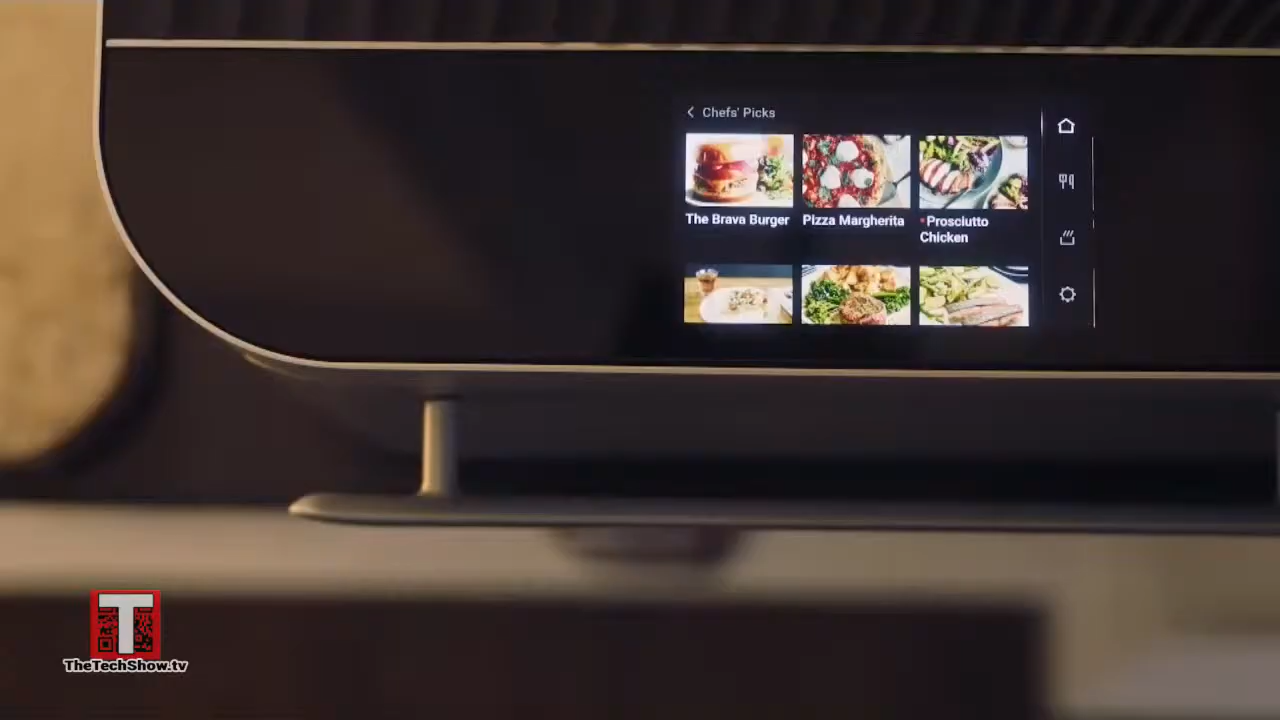 Chefs' Picks
The Brava Burger
Pizza Margherita
Prosciutto
Chicken
T
TheTechShow.tv